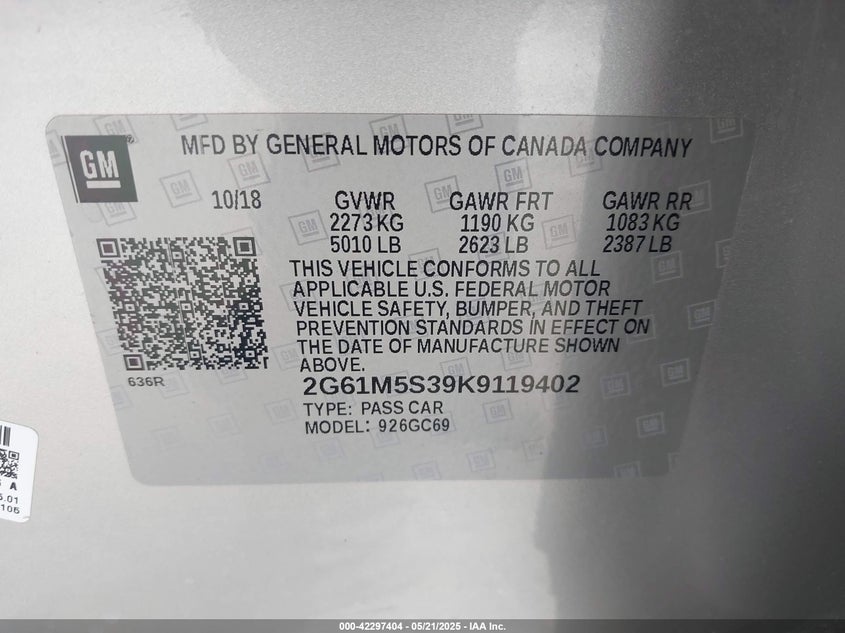 GM
MFD BY GENERAL MOTORS OF CANADA COMPANY
10/18 GVWR GAWR FRT GAWR RR
2273 KG 1190 KG 1083 KG
5010 LB 2623 LB 2387 LB
THIS VEHICLE CONFORMS TO ALL
APPLICABLE U.S. FEDERAL MOTOR
VEHICLE SAFETY, BUMPER, AND THEFT
PREVENTION STANDARDS IN EFFECT ON
THE DATE OF MANUFACTURE SHOWN
ABOVE.
636R
2G61M5S39K9119402
TYPE: PASS CAR
MODEL: 926GC69
A
.01
105
000-42297404 — 05/21/2025 — IAA Inc.